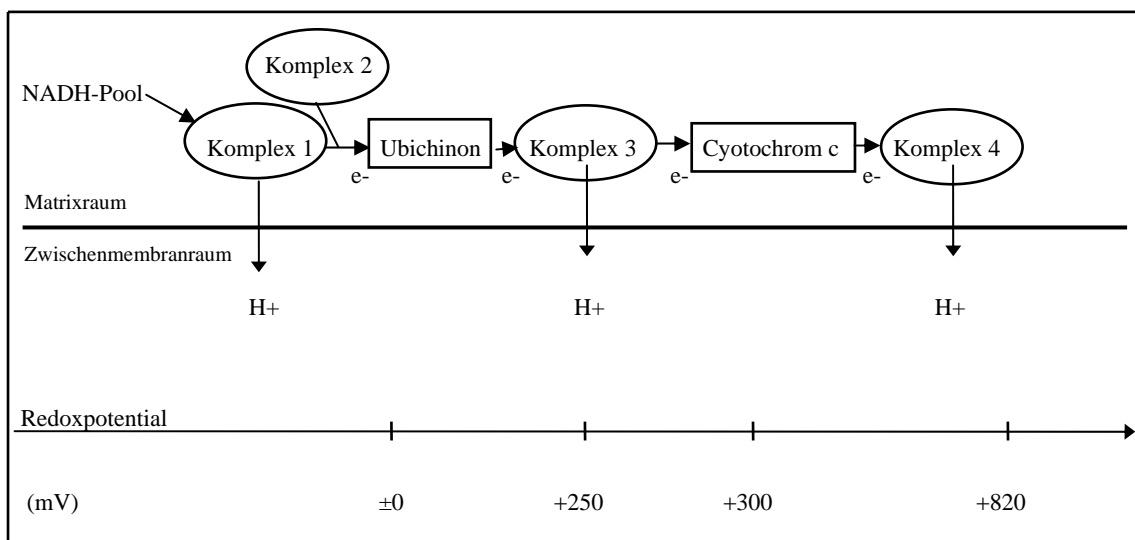 Komplex 2
NADH-Pool
Komplex 1
Ubichinon
Komplex 3
Cyotochrom c
Komplex 4
e- e- e- e-
Matrixraum
Zwischenmembranraum
H+ H+ H+
Redoxpotential
(mV) ±0 +250 +300 +820